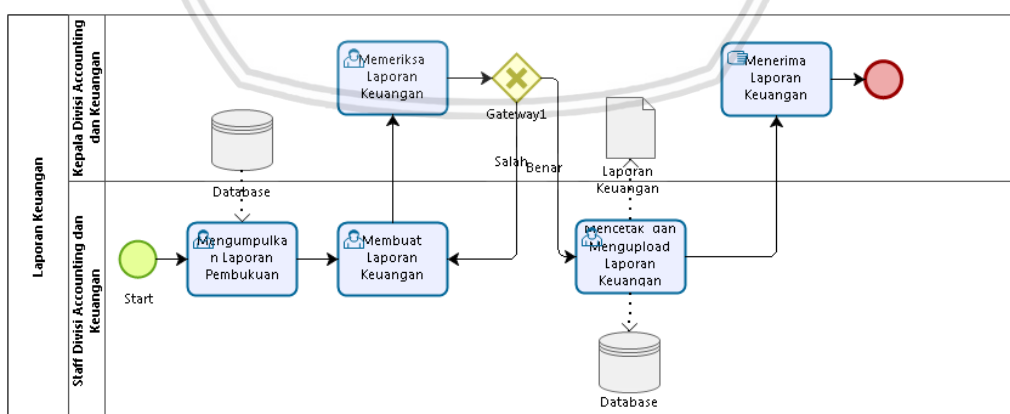 Laporan Keuangan
Kepala Divisi Accounting
dan Keuangan
Memeriksa
Laporan
Keuangan
Gateway1
Salah
Benar
Laporan
Keuangan
Menerima
Laporan
Keuangan
Database
Staff Divisi Accounting dan
Keuangan
Start
Mengumpulka
n Laporan
Pembukuan
Membuat
Laporan
Keuangan
Mencetak dan
Mengupload
Laporan
Keuangan
Database